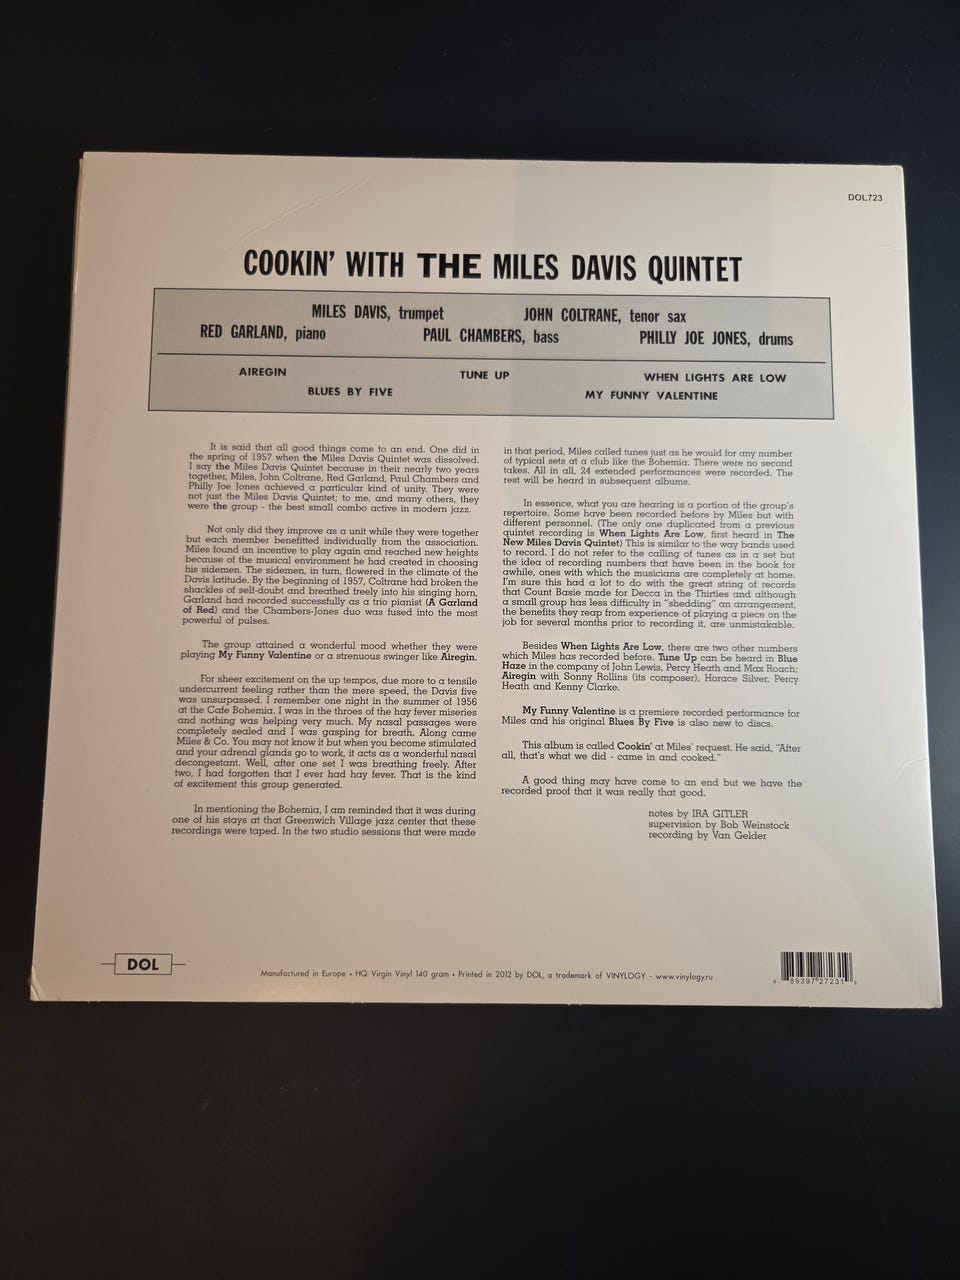 DOL723
COOKIN' WITH THE MILES DAVIS QUINTET
MILES DAVIS, trumpet JOHN COLTRANE, tenor sax
RED GARLAND, piano PAUL CHAMBERS, bass PHILLY JOE JONES, drums
AIREGIN TUNE UP WHEN LIGHTS ARE LOW
BLUES BY FIVE MY FUNNY VALENTINE
It is said that all good things come to an end. One did in
the spring of 1957 when the Miles Davis Quintet was dissolved.
I say the Miles Davis Quintet because in their nearly two years
together, Miles, John Coltrane, Red Garland, Paul Chambers and
Philly Joe Jones achieved a particular kind of unity. They were
not just the Miles Davis Quintet; to me, and many others, they
were the group - the best small combo active in modern jazz.
Not only did they improve as a unit while they were together
but each member benefitted individually from the association.
Miles found an incentive to play again and reached new heights
because of the musical environment he had created in choosing
his sidemen. The sidemen, in turn, flowered in the climate of the
Davis latitude. By the beginning of 1957, Coltrane had broken the
shackles of self-doubt and breathed freely into his singing horn,
Garland had recorded successfully as a trio pianist (A Garland
of Red) and the Chambers-Jones duo was fused into the most
powerful of pulses.
The group attained a wonderful mood whether they were
playing My Funny Valentine or a strenuous swinger like Airegin.
For sheer excitement on the up tempos, due more to a tensile
undercurrent feeling rather than the mere speed, the Davis five
was unsurpassed. I remember one night in the summer of 1956
at the Cafe Bohemia. I was in the throes of the hay fever miseries
and nothing was helping very much. My nasal passages were
completely sealed and I was gasping for breath. Along came
Miles & Co. You may not know it but when you become stimulated
and your adrenal glands go to work, it acts as a wonderful nasal
decongestant. Well, after one set I was breathing freely. After
two, I had forgotten that I ever had hay fever. That is the kind
of excitement this group generated.
In mentioning the Bohemia, I am reminded that it was during
one of his stays at that Greenwich Village jazz center that these
recordings were taped. In the two studio sessions that were made
in that period, Miles called tunes just as he would for any number
of typical sets at a club like the Bohemia. There were no second
takes. All in all, 24 extended performances were recorded. The
rest will be heard in subsequent albums.
In essence, what you are hearing is a portion of the group's
repertoire. Some have been recorded before by Miles but with
different personnel. (The only one duplicated from a previous
quintet recording is When Lights Are Low, first heard in The
New Miles Davis Quintet) This is similar to the way bands used
to record. I do not refer to the calling of tunes as in a set but
the idea of recording numbers that have been in the book for
awhile, ones with which the musicians are completely at home.
I'm sure this had a lot to do with the great string of records
that Count Basie made for Decca in the Thirties and although
a small group has less difficulty in "shedding" an arrangement,
the benefits they reap from experience of playing a piece on the
job for several months prior to recording it, are unmistakable.
Besides When Lights Are Low, there are two other numbers
which Miles has recorded before. Tune Up can be heard in Blue
Haze in the company of John Lewis, Percy Heath and Max Roach;
Airegin with Sonny Rollins (its composer), Horace Silver, Percy
Heath and Kenny Clarke.
My Funny Valentine is a premiere recorded performance for
Miles and his original Blues By Five is also new to discs.
This album is called Cookin' at Miles' request. He said, "After
all, that's what we did - came in and cooked."
A good thing may have come to an end but we have the
recorded proof that it was really that good.
notes by IRA GITLER
supervision by Bob Weinstock
recording by Van Gelder
DOL
Manufactured in Europe • HQ Virgin Vinyl 140 gram • Printed in 2012 by DOL, a trademark of VINYLOGY - www.vinylogy.ru
89397 27231